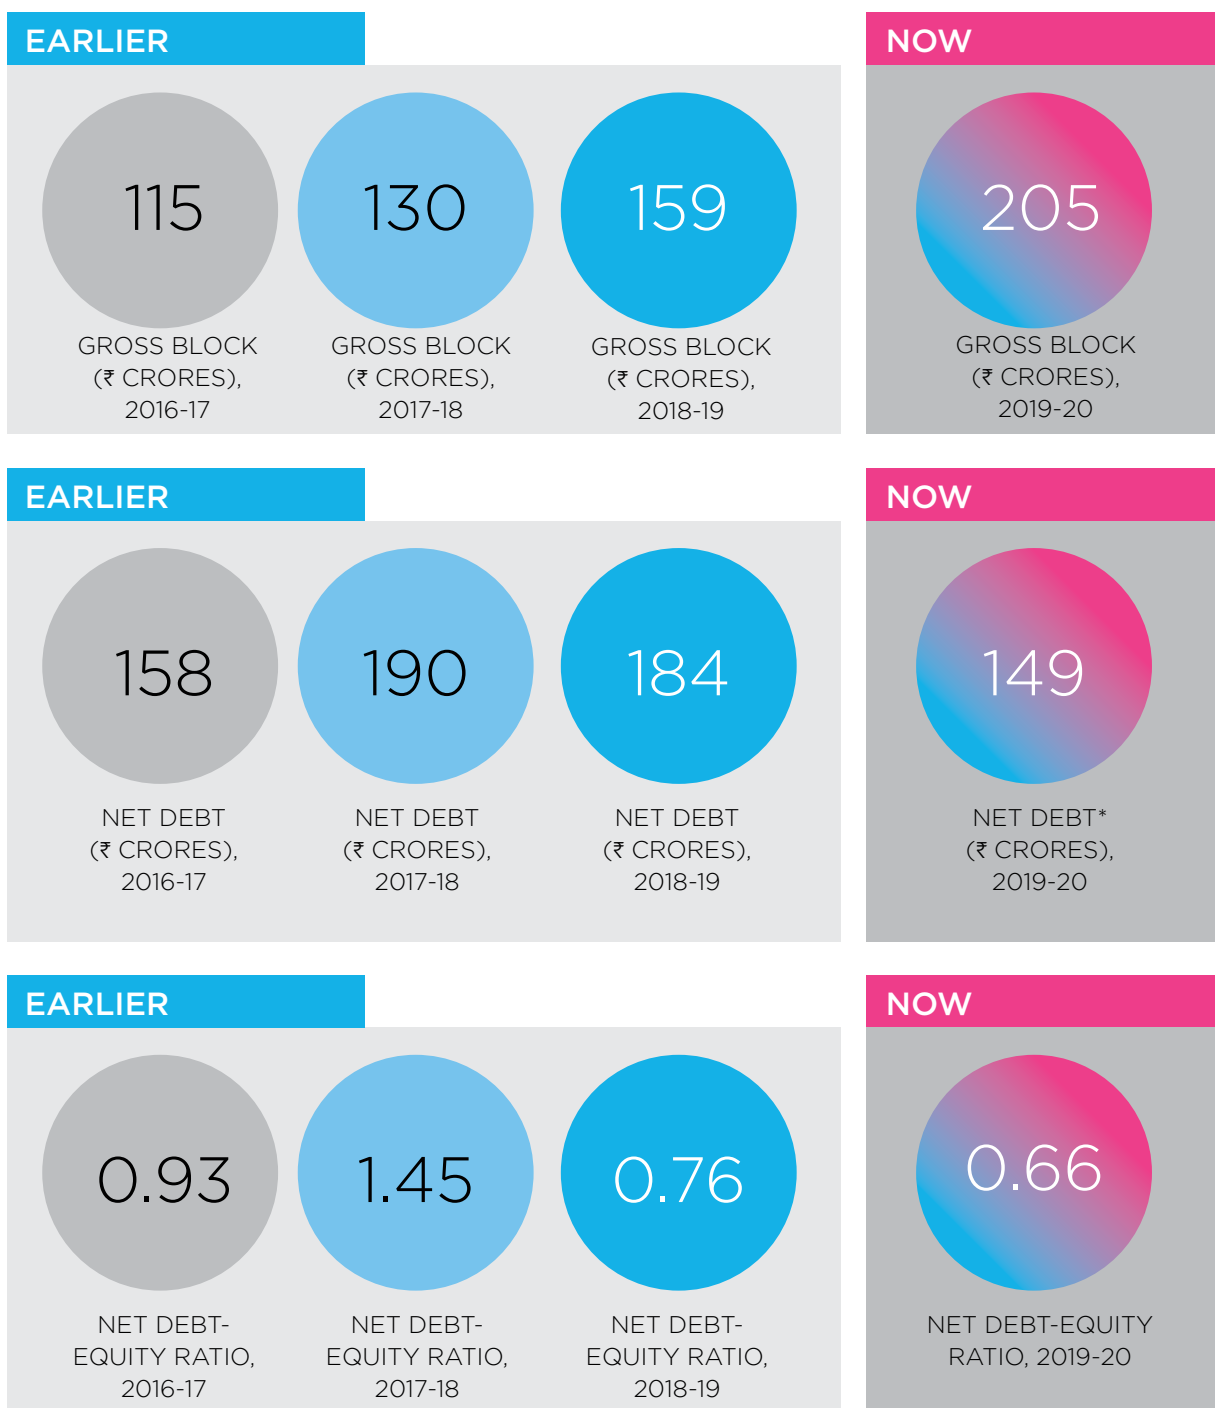 EARLIER
115
GROSS BLOCK
(₹ CRORES),
2016-17
130
GROSS BLOCK
(₹ CRORES),
2017-18
159
GROSS BLOCK
(₹ CRORES),
2018-19
NOW
205
GROSS BLOCK
(₹ CRORES),
2019-20
EARLIER
158
NET DEBT
(₹ CRORES),
2016-17
190
NET DEBT
(₹ CRORES),
2017-18
184
NET DEBT
(₹ CRORES),
2018-19
NOW
149
NET DEBT*
(₹ CRORES),
2019-20
EARLIER
0.93
NET DEBT-
EQUITY RATIO,
2016-17
1.45
NET DEBT-
EQUITY RATIO,
2017-18
0.76
NET DEBT-
EQUITY RATIO,
2018-19
NOW
0.66
NET DEBT-EQUITY
RATIO, 2019-20